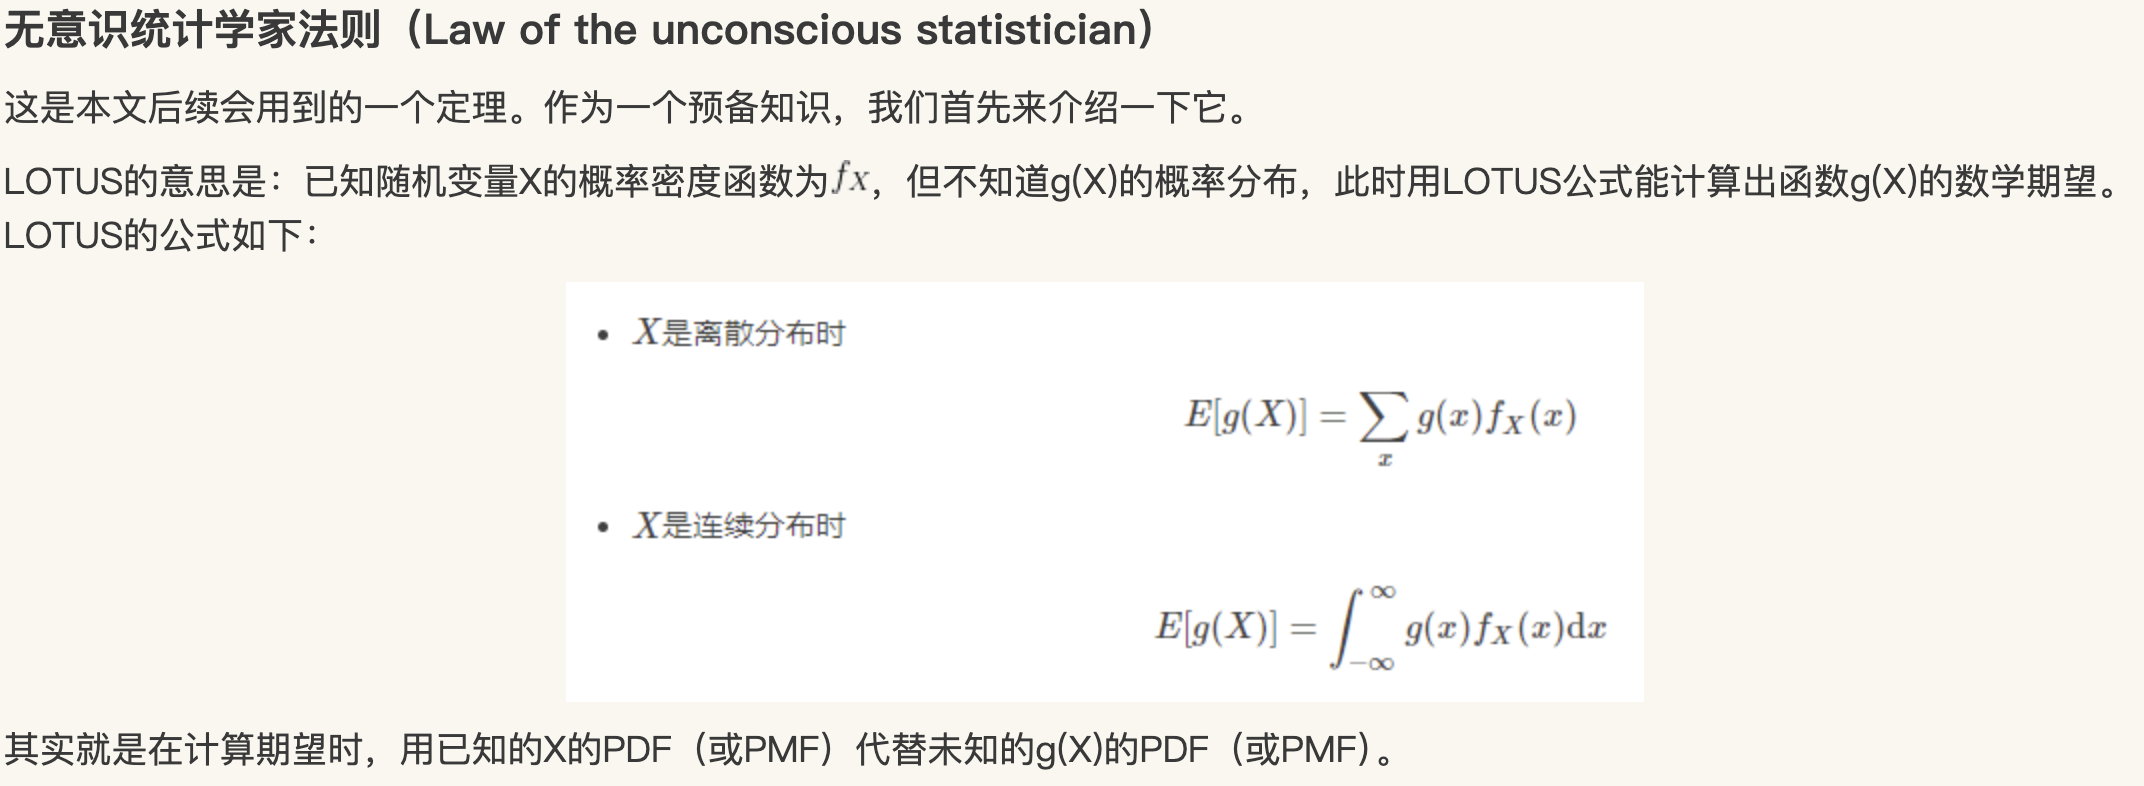 无意识统计学家法则（Law of the unconscious statistician）
这是本文后续会用到的一个定理。作为一个预备知识，我们首先来介绍一下它。
LOTUS的意思是：已知随机变量X的概率密度函数为$f_X$，但不知道g(X)的概率分布，此时用LOTUS公式能计算出函数g(X)的数学期望。
LOTUS的公式如下：
• $X$是离散分布时
$E[g(X)] = \sum_x g(x) f_X(x)$
• $X$是连续分布时
$E[g(X)] = \int_{-\infty}^{\infty} g(x) f_X(x) \mathrm{d}x$
其实就是在计算期望时，用已知的X的PDF（或PMF）代替未知的g(X)的PDF（或PMF）。